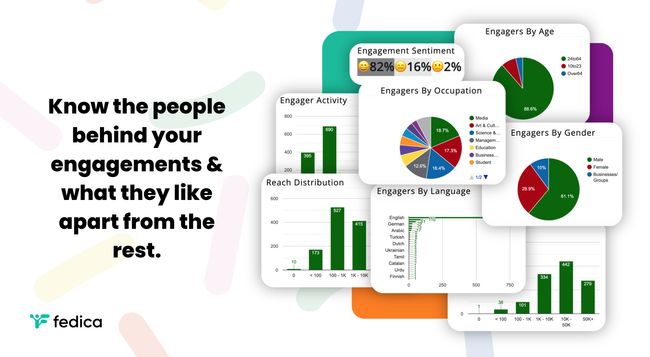 Know the people
behind your
engagements &
what they like
apart from the
rest.
fedica
Engagers By Age
24to64
10to23
Over64
88.8%
Engagement Sentiment
82% 16% 2%
Engagers By Occupation
Media
Art & Cult...
Science &...
Managem...
Education
Business...
Student
1/2
18.7%
17.3%
16.4%
12.6%
Engager Activity
800
600
400
690
395
Engagers By Gender
Male
Female
Businesses/
Groups
10%
28.9%
61.1%
Reach Distribution
600
400
200
0
10
173
527
415
0
< 100
100 - 1K
1K - 10K
Engagers By Language
English
German
Arabic
Turkish
Dutch
Ukrainian
Tamil
Catalan
Urdu
Finnish
0
250
500
750
1
38
101
334
442
279
0
< 100
100 - 1K
1K - 10K
10K -
50K
50K+